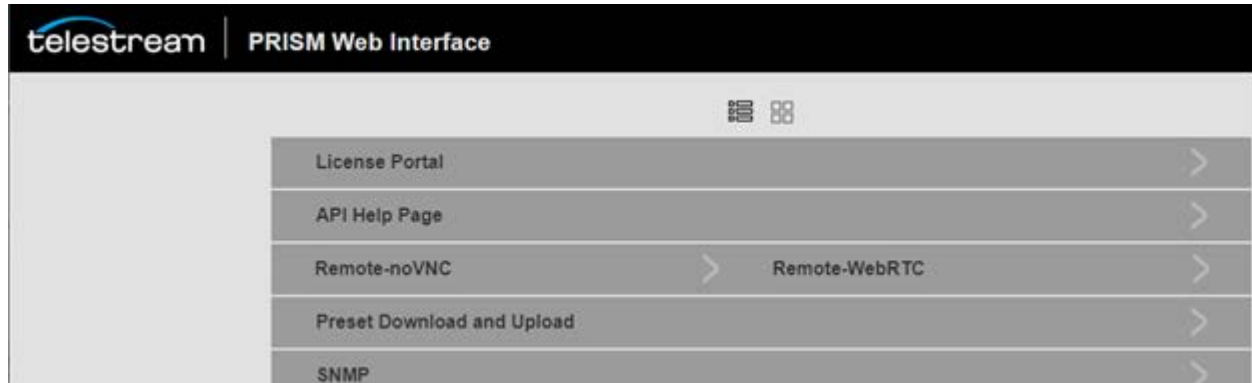 telestream PRISM Web Interface
License Portal
API Help Page
Remote-noVNC Remote-WebRTC
Preset Download and Upload
SNMP